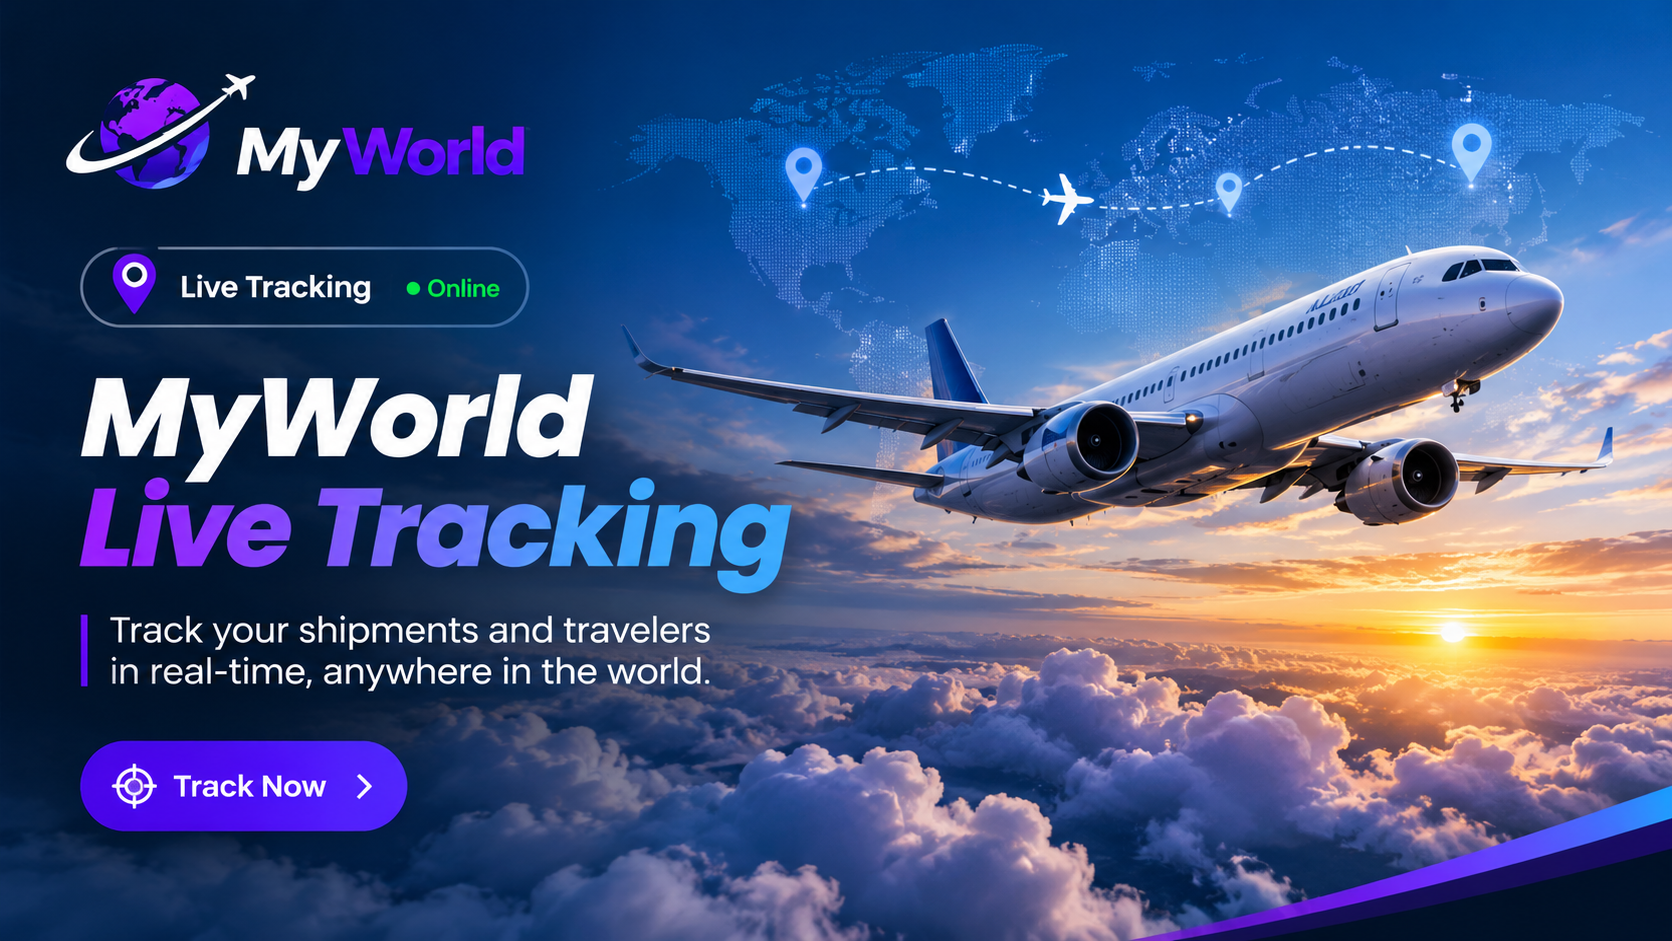 MyWorld
Live Tracking
Online
MyWorld
Live Tracking
Track your shipments and travelers
in real-time, anywhere in the world.
Track Now